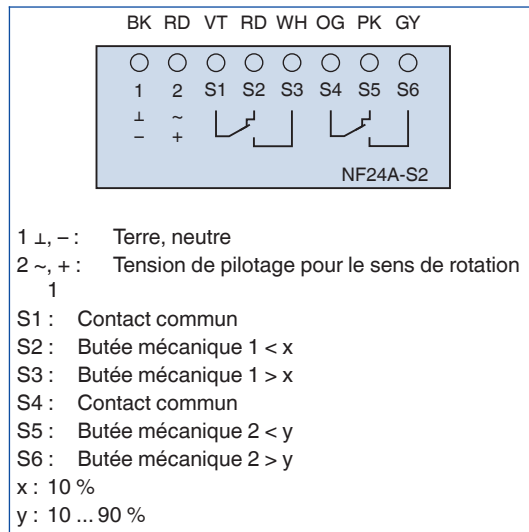 BK RD VT RD WH OG PK GY
1 2 S1 S2 S3 S4 S5 S6
⊥ ~
– +
NF24A-S2
1 ⊥, – : Terre, neutre
2 ~, + : Tension de pilotage pour le sens de rotation
1
S1 : Contact commun
S2 : Butée mécanique 1 < x
S3 : Butée mécanique 1 > x
S4 : Contact commun
S5 : Butée mécanique 2 < y
S6 : Butée mécanique 2 > y
x : 10 %
y : 10 ... 90 %